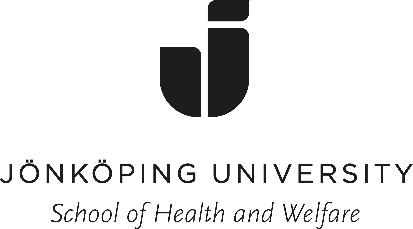 JÖNKÖPING UNIVERSITY
School of Health and Welfare